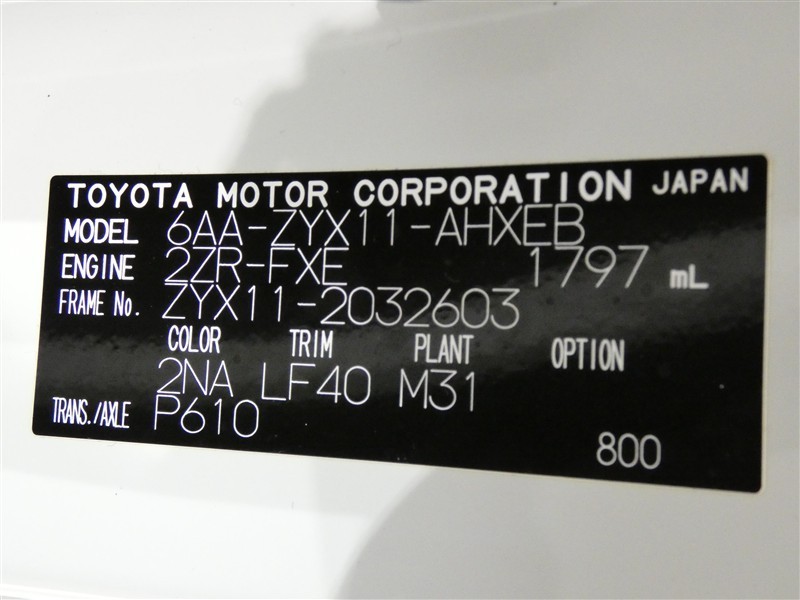 TOYOTA MOTOR CORPORATION JAPAN
MODEL 6AA-ZYX11-AHXEB
ENGINE 2ZR-FXE 1797 mL
FRAME No. ZYX11-2032603
COLOR TRIM PLANT OPTION
2NA LF40 M31
TRANS./AXLE P610
800